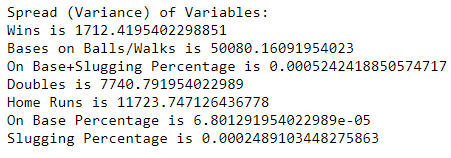 Spread (Variance) of Variables:
Wins is 1712.4195402298851
Bases on Balls/Walks is 50080.16091954023
On Base+Slugging Percentage is 0.0005242418850574717
Doubles is 7740.791954022989
Home Runs is 11723.747126436778
On Base Percentage is 6.801291954022989e-05
Slugging Percentage is 0.0002489103448275863